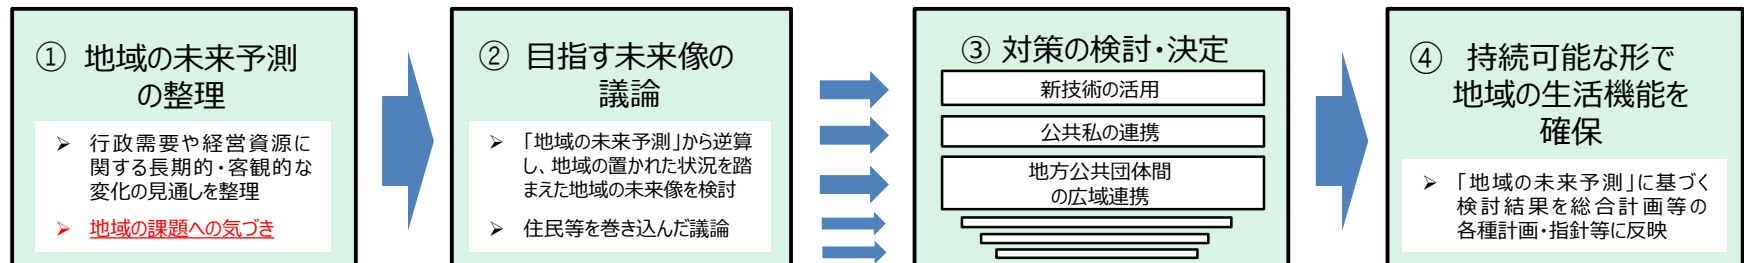 ① 地域の未来予測
の整理
➢ 行政需要や経営資源に
関する長期的・客観的な
変化の見通しを整理
➢ 地域の課題への気づき
② 目指す未来像の
議論
➢ 「地域の未来予測」から逆算
し、地域の置かれた状況を踏
まえた地域の未来像を検討
➢ 住民等を巻き込んだ議論
③ 対策の検討・決定
新技術の活用
公共私の連携
地方公共団体間
の広域連携
④ 持続可能な形で
地域の生活機能を
確保
➢ 「地域の未来予測」に基づく
検討結果を総合計画等の
各種計画・指針等に反映